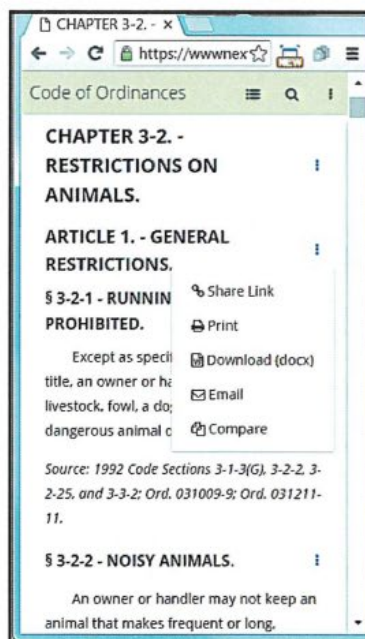 CHAPTER 3-2. -
https://wwwnex
Code of Ordinances
CHAPTER 3-2. -
RESTRICTIONS ON
ANIMALS.
ARTICLE 1. - GENERAL
RESTRICTIONS.
§ 3-2-1 - RUNNIN
PROHIBITED.
Share Link
Print
Download (docx)
Email
Compare
Except as specif
title, an owner or ha
livestock, fowl, a dog
dangerous animal
Source: 1992 Code Sections 3-1-3(G), 3-2-2, 3-
2-25, and 3-3-2; Ord. 031009-9; Ord. 031211-
11.
§ 3-2-2 - NOISY ANIMALS.
An owner or handler may not keep an
animal that makes frequent or long,